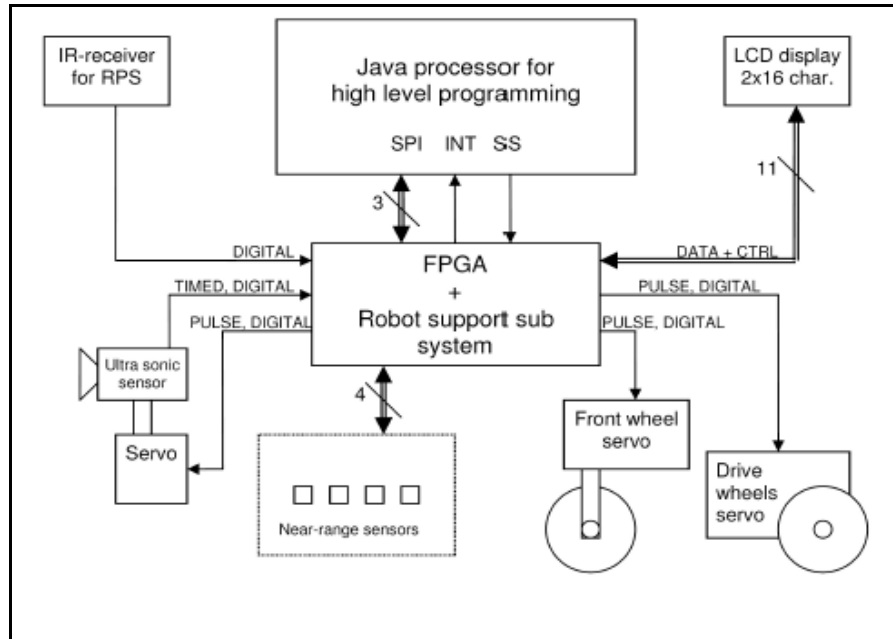 IR-receiver
for RPS
Java processor for
high level programming
SPI INT SS
LCD display
2x16 char.
3
11
DIGITAL
FPGA
+
Robot support sub
system
DATA + CTRL
TIMED, DIGITAL
PULSE, DIGITAL
PULSE, DIGITAL
PULSE, DIGITAL
Ultra sonic
sensor
Servo
4
Near-range sensors
Front wheel
servo
Drive
wheels
servo